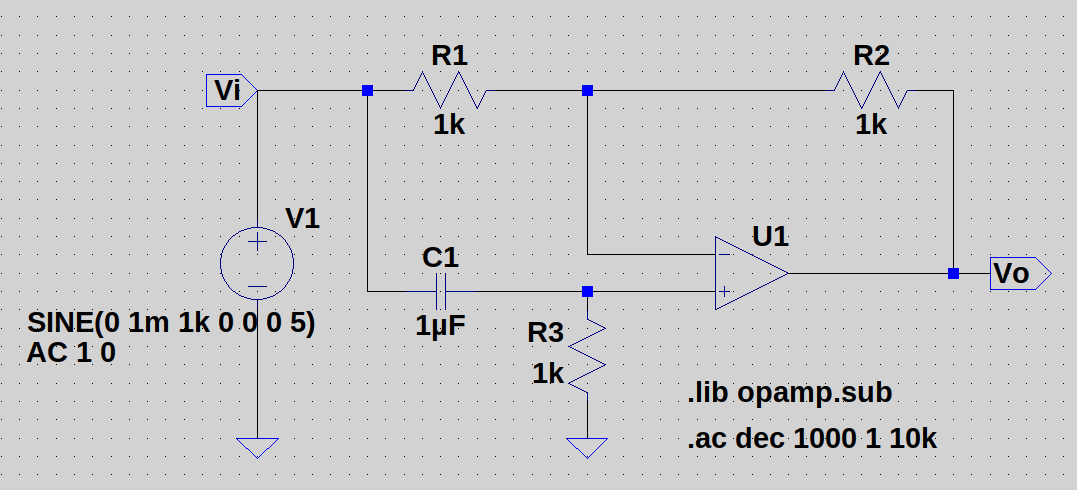 R1
R2
Vi
1k
1k
V1
U1
C1
Vo
SINE(0 1m 1k 0 0 0 5)
1µF
R3
AC 1 0
1k
.lib opamp.sub
.ac dec 1000 1 10k